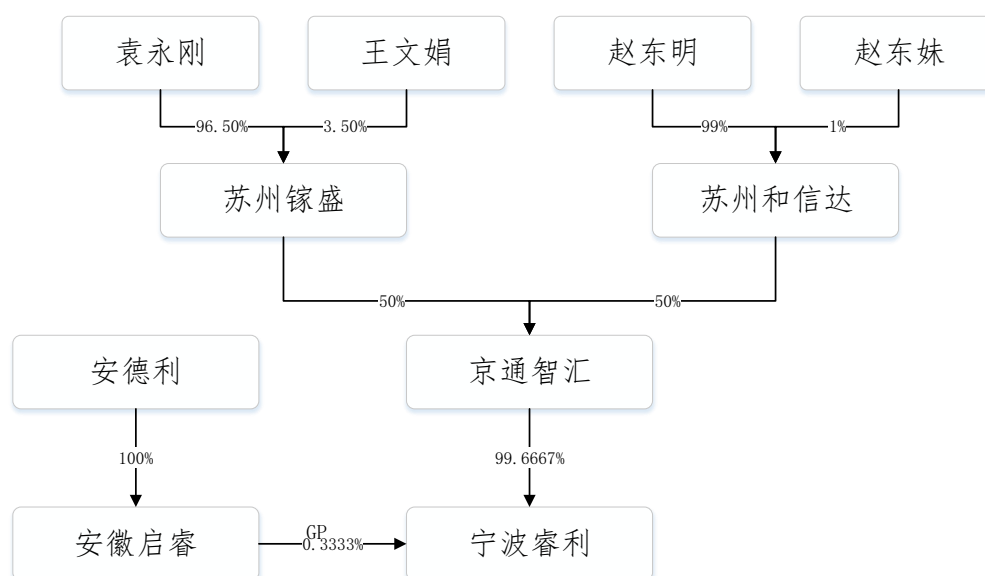 袁永刚
王文娟
赵东明
赵东妹
96.50%
3.50%
99%
1%
苏州镓盛
苏州和信达
50%
50%
安德利
京通智汇
100%
99.6667%
安徽启睿
GP
0.3333%
宁波睿利